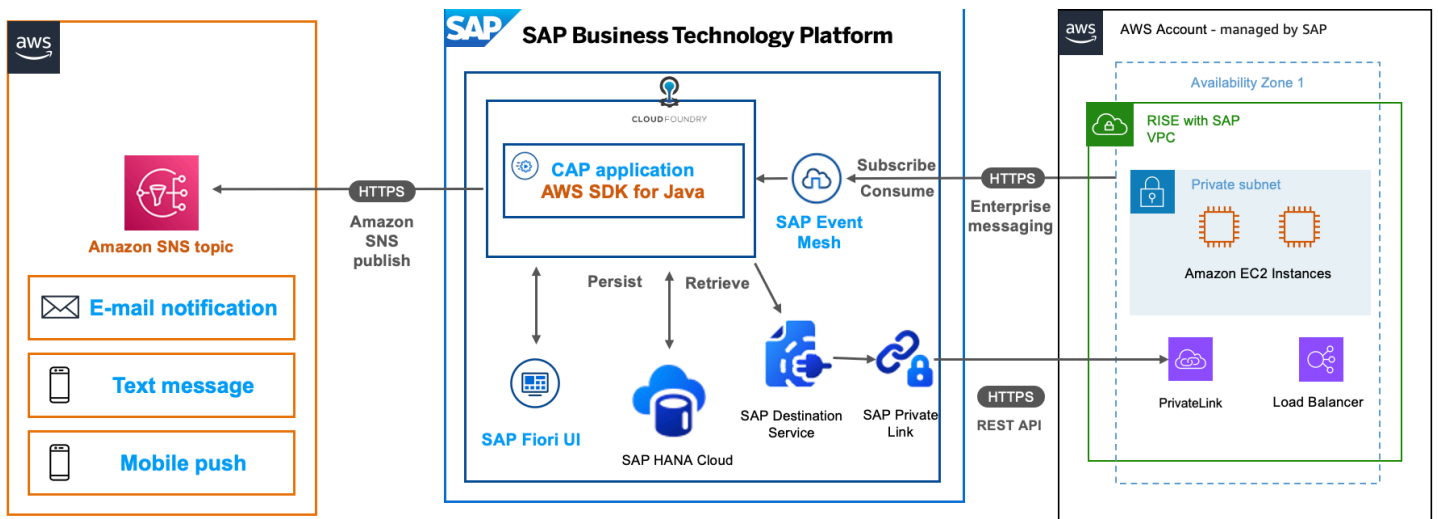 aws
Amazon SNS topic
E-mail notification
Text message
Mobile push
HTTPS
Amazon
SNS
publish
SAP
SAP Business Technology Platform
CLOUDFOUNDRY
CAP application
AWS SDK for Java
Subscribe
Consume
SAP Event
Mesh
Persist
Retrieve
SAP Fiori UI
SAP HANA Cloud
SAP Destination
Service
SAP Private
Link
HTTPS
Enterprise
messaging
HTTPS
REST API
aws
AWS Account - managed by SAP
Availability Zone 1
RISE with SAP
VPC
Private subnet
Amazon EC2 Instances
PrivateLink
Load Balancer